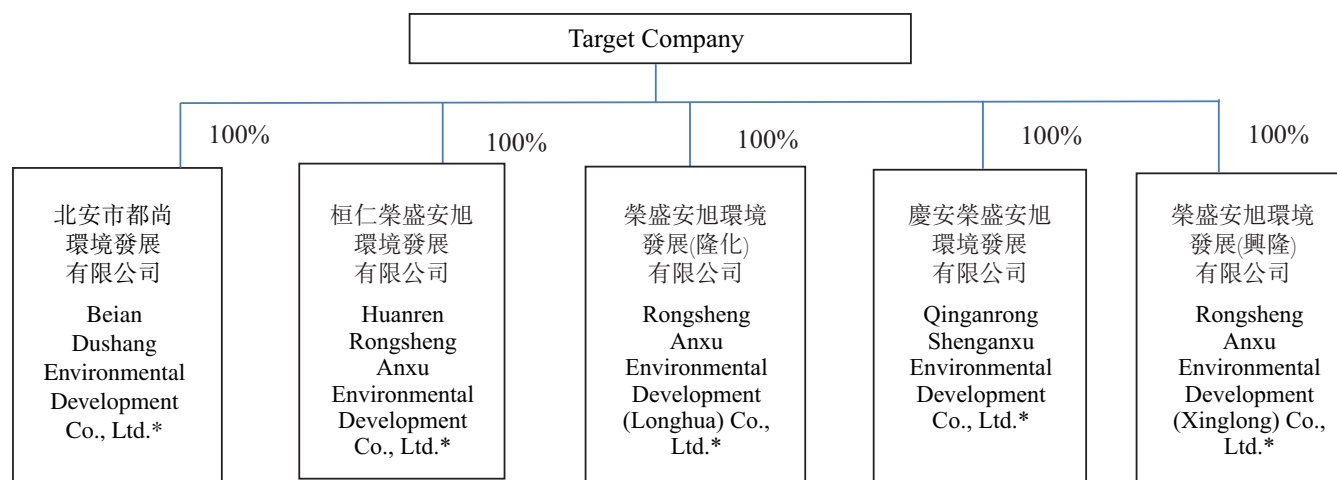 Target Company
100%
100%
100%
100%
100%
北安市都尚
環境發展
有限公司
Beian
Dushang
Environmental
Development
Co., Ltd.*
桓仁榮盛安旭
環境發展
有限公司
Huanren
Rongsheng
Anxu
Environmental
Development
Co., Ltd.*
榮盛安旭環境
發展(隆化)
有限公司
Rongsheng
Anxu
Environmental
Development
(Longhua) Co.,
Ltd.*
慶安榮盛安旭
環境發展
有限公司
Qinganrong
Shenganxu
Environmental
Development
Co., Ltd.*
榮盛安旭環境
發展(興隆)
有限公司
Rongsheng
Anxu
Environmental
Development
(Xinglong) Co.,
Ltd.*